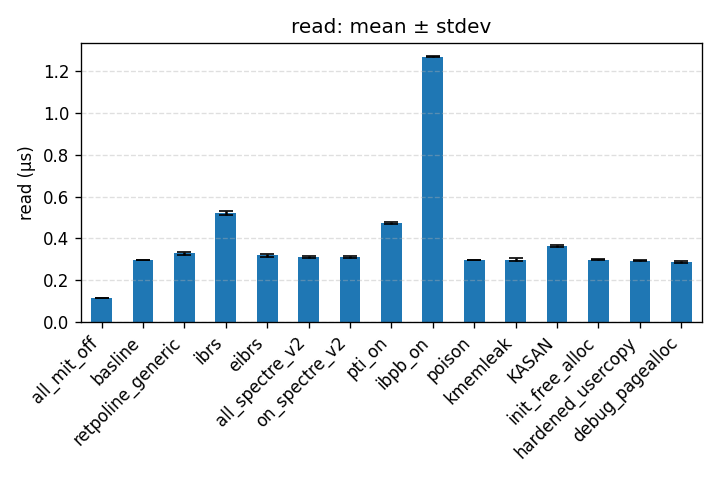 read: mean ± stdev
read (µs)
1.2
1.0
0.8
0.6
0.4
0.2
0.0
all_mit_off
basline
retpoline_generic
ibrs
eibrs
all_spectre_v2
on_spectre_v2
pti_on
ibpb_on
poison
kmemleak
KASAN
init_free_alloc
hardened_usercopy
debug_pagealloc